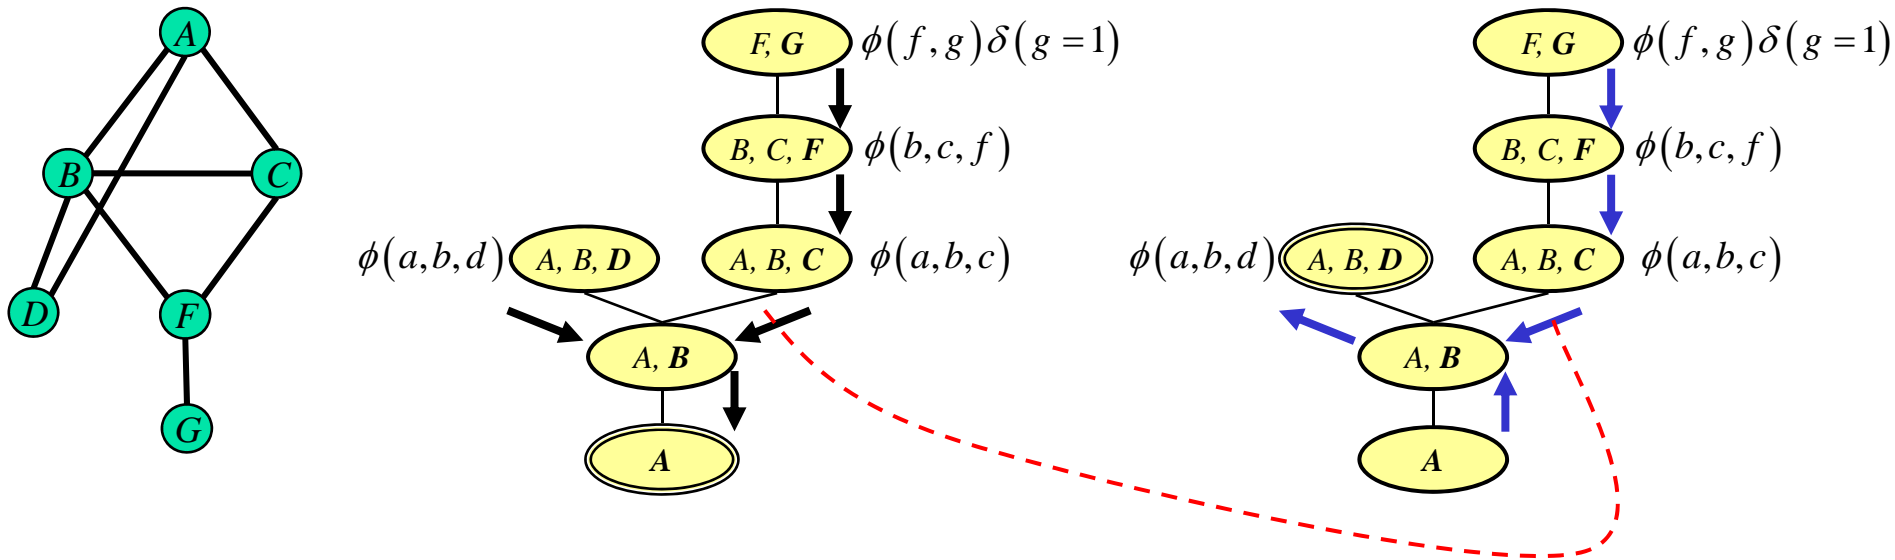 A
B
C
D
F
G
F, G
ϕ(f,g)δ(g=1)
B, C, F
ϕ(b,c,f)
ϕ(a,b,d)
A, B, D
A, B, C
ϕ(a,b,c)
A, B
A
F, G
ϕ(f,g)δ(g=1)
B, C, F
ϕ(b,c,f)
ϕ(a,b,d)
A, B, D
A, B, C
ϕ(a,b,c)
A, B
A